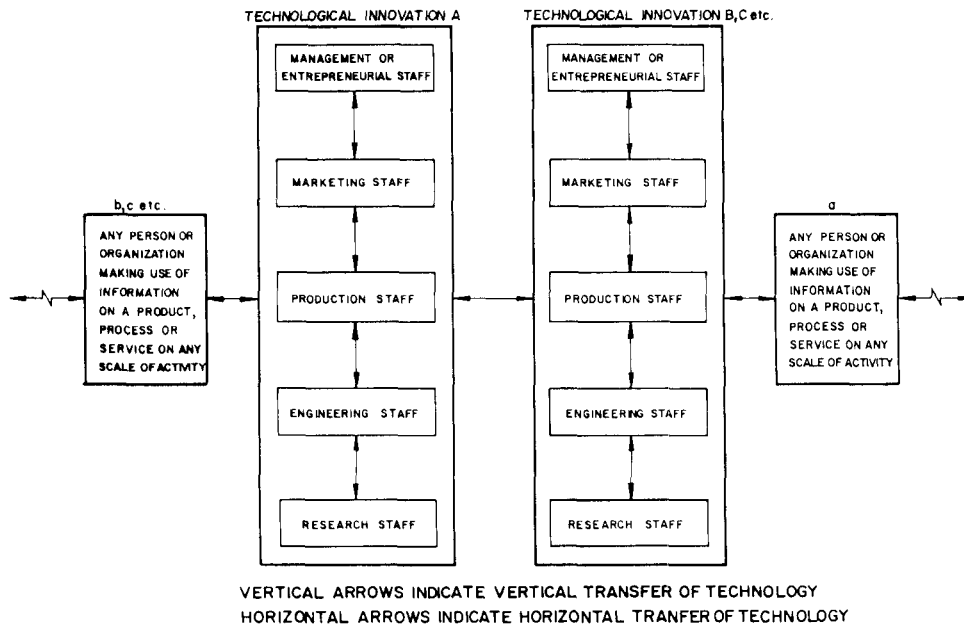 TECHNOLOGICAL INNOVATION A
MANAGEMENT OR
ENTREPRENEURIAL STAFF
MARKETING STAFF
PRODUCTION STAFF
ENGINEERING STAFF
RESEARCH STAFF
TECHNOLOGICAL INNOVATION B,C etc.
MANAGEMENT OR
ENTREPRENEURIAL STAFF
MARKETING STAFF
PRODUCTION STAFF
ENGINEERING STAFF
RESEARCH STAFF
b,c etc.
ANY PERSON OR
ORGANIZATION
MAKING USE OF
INFORMATION
ON A PRODUCT,
PROCESS OR
SERVICE ON ANY
SCALE OF ACTIVITY
a
ANY PERSON OR
ORGANIZATION
MAKING USE OF
INFORMATION
ON A PRODUCT,
PROCESS OR
SERVICE ON ANY
SCALE OF ACTIVITY
VERTICAL ARROWS INDICATE VERTICAL TRANSFER OF TECHNOLOGY
HORIZONTAL ARROWS INDICATE HORIZONTAL TRANFER OF TECHNOLOGY